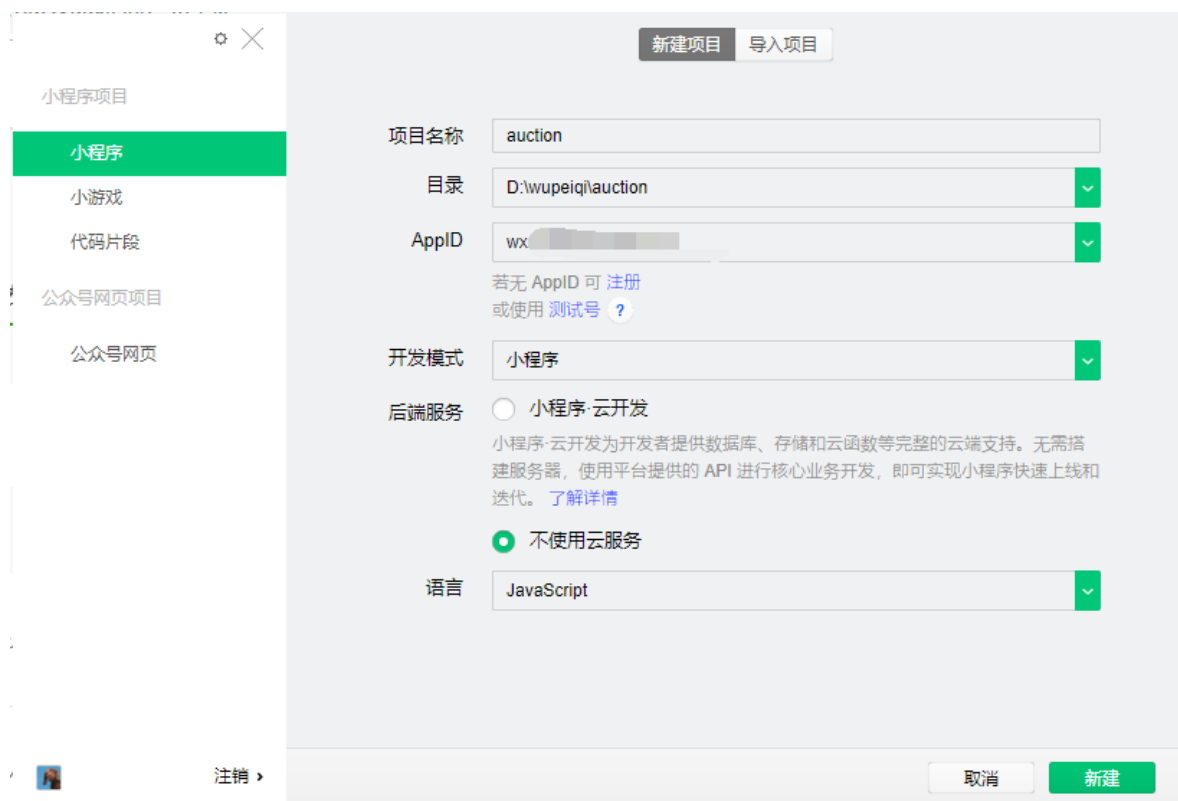 小程序项目
小程序
小游戏
代码片段
公众号网页项目
公众号网页
注销
新建项目 导入项目
项目名称 auction
目录 D:\wupeiqi\auction
AppID wx
若无 AppID 可 注册
或使用 测试号 ?
开发模式 小程序
后端服务 小程序·云开发
小程序·云开发为开发者提供数据库、存储和云函数等完整的云端支持。无需搭
建服务器，使用平台提供的 API 进行核心业务开发，即可实现小程序快速上线和
迭代。 了解详情
不使用云服务
语言 JavaScript
取消 新建